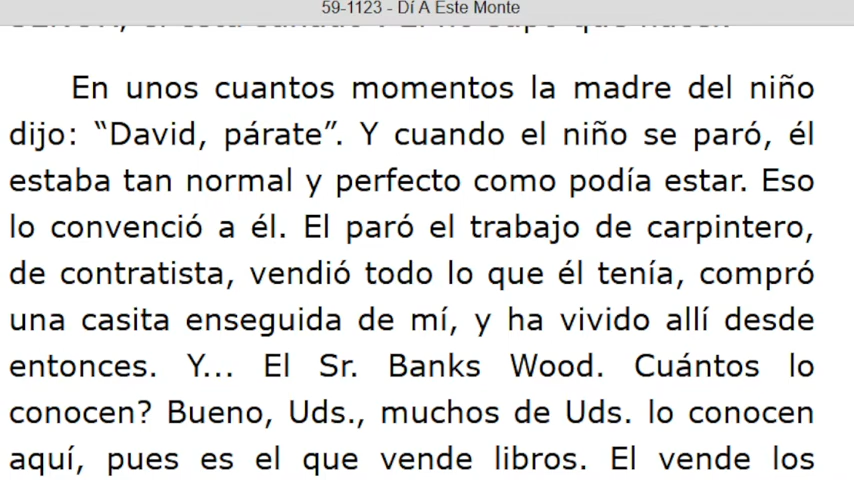 59-1123 - Dí A Este Monte
En unos cuantos momentos la madre del niño
dijo: “David, párate”. Y cuando el niño se paró, él
estaba tan normal y perfecto como podía estar. Eso
lo convenció a él. El paró el trabajo de carpintero,
de contratista, vendió todo lo que él tenía, compró
una casita enseguida de mí, y ha vivido allí desde
entonces. Y... El Sr. Banks Wood. Cuántos lo
conocen? Bueno, Uds., muchos de Uds. lo conocen
aquí, pues es el que vende libros. El vende los